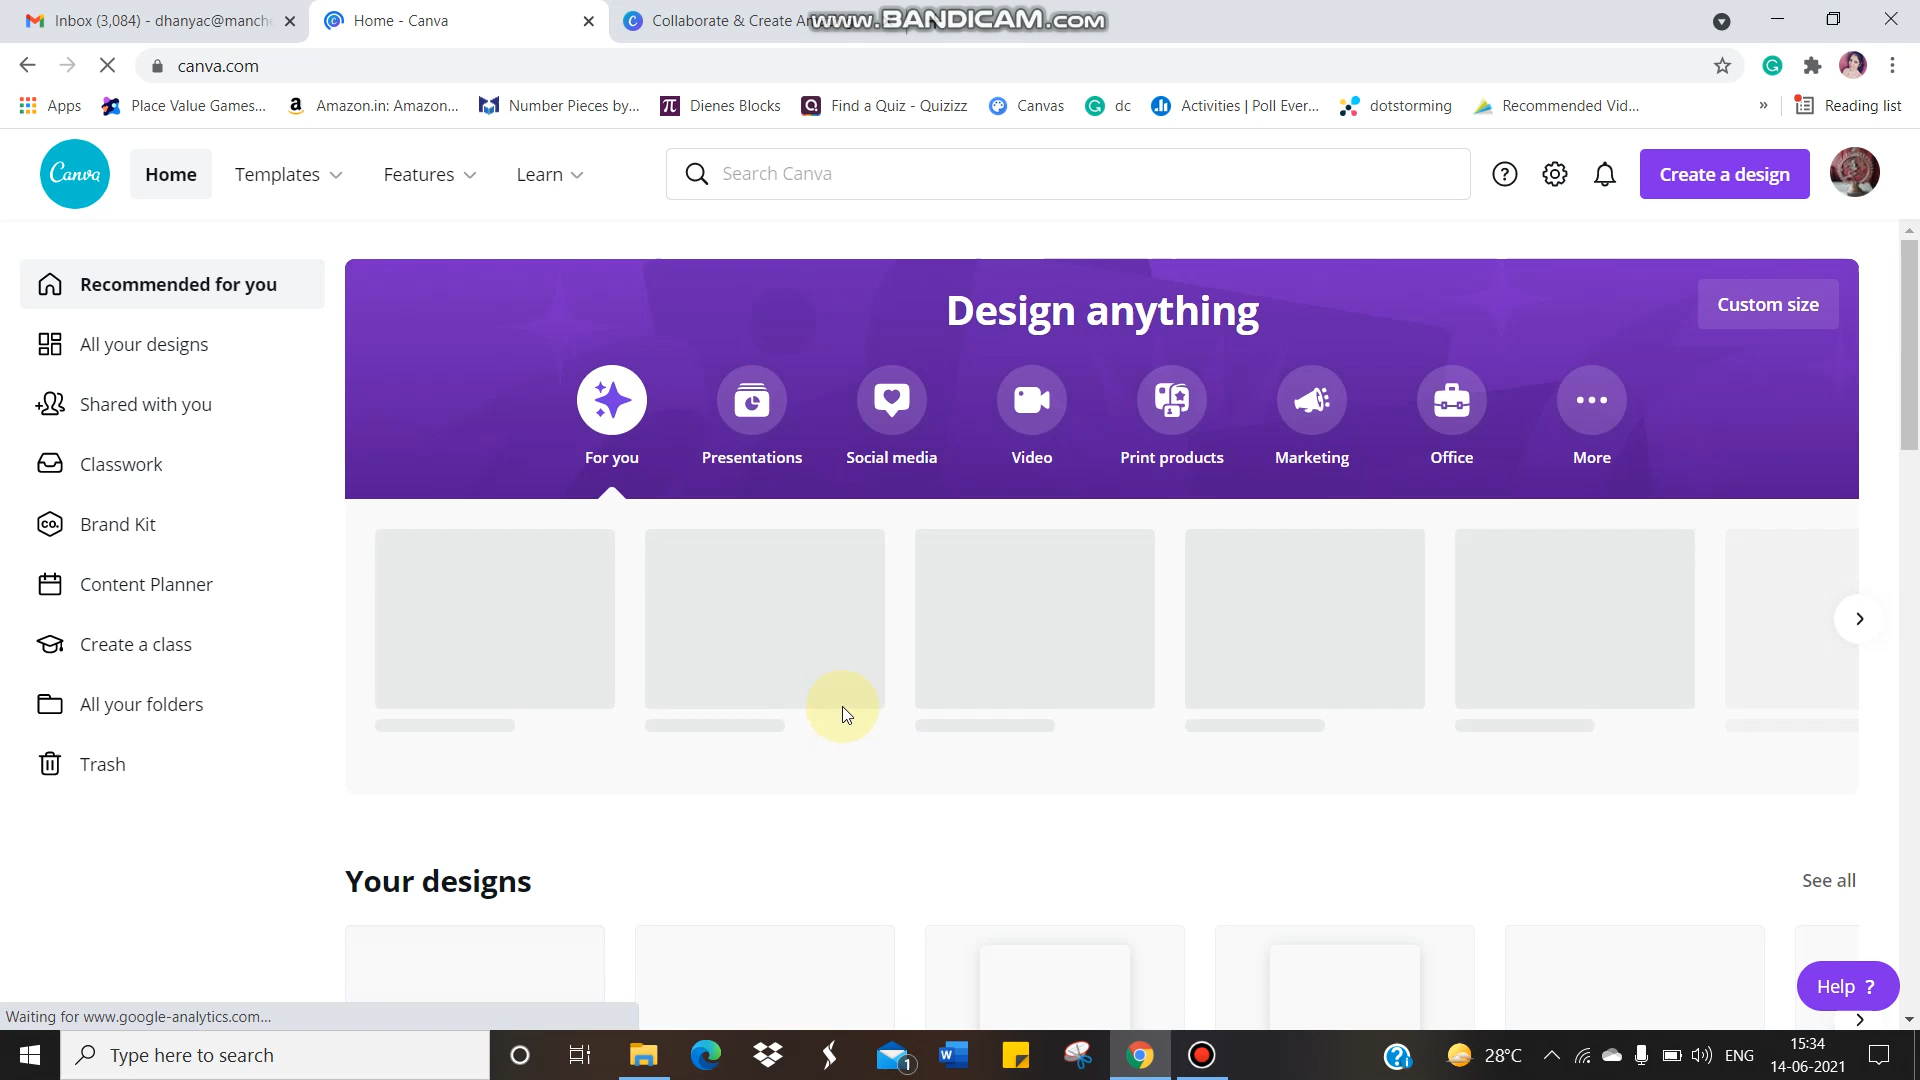 Inbox (3,084) - dhanyac@manche
Home - Canva
Collaborate & Create An
www.BANDICAM.com
canva.com
Apps
Place Value Games...
Amazon.in: Amazon...
Number Pieces by...
Dienes Blocks
Find a Quiz - Quizizz
Canvas
dc
Activities | Poll Ever...
dotstorming
Recommended Vid...
»
Reading list
Canva
Home
Templates
Features
Learn
Search Canva
Create a design
Recommended for you
All your designs
Shared with you
Classwork
CO.
Brand Kit
Content Planner
Create a class
All your folders
Trash
Design anything
Custom size
For you
Presentations
Social media
Video
Print products
Marketing
Office
More
Your designs
See all
Help ?
Waiting for www.google-analytics.com...
Type here to search
1
28°C
ENG
15:34
14-06-2021